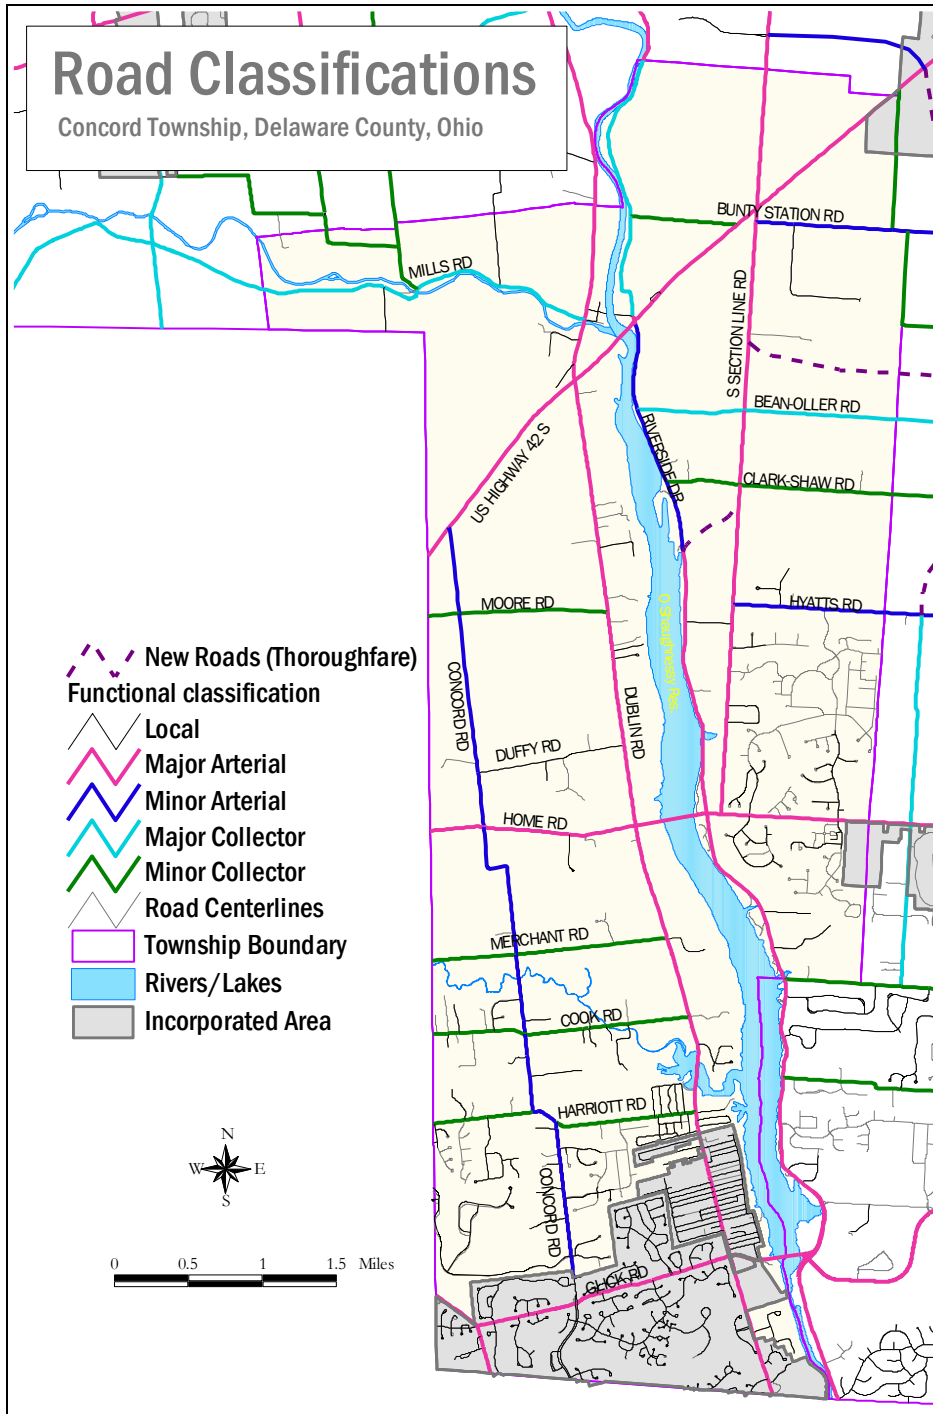 Road Classifications
Concord Township, Delaware County, Ohio
BUNTY STATION RD
MILLS RD
S SECTION LINE RD
BEAN-OLLER RD
RIVERSIDE DR
US HIGHWAY 42 S
CLARK-SHAW RD
MOORE RD
HYATTS RD
O'Shaughnessy Res.
New Roads (Thoroughfare)
Functional classification
Local
Major Arterial
Minor Arterial
Major Collector
Minor Collector
Road Centerlines
Township Boundary
Rivers/Lakes
Incorporated Area
CONCORD RD
DUBLIN RD
DUFFY RD
HOME RD
MERCHANT RD
COOK RD
HARRIOTT RD
CONCORD RD
GLICK RD
N
W E
S
0 0.5 1 1.5 Miles